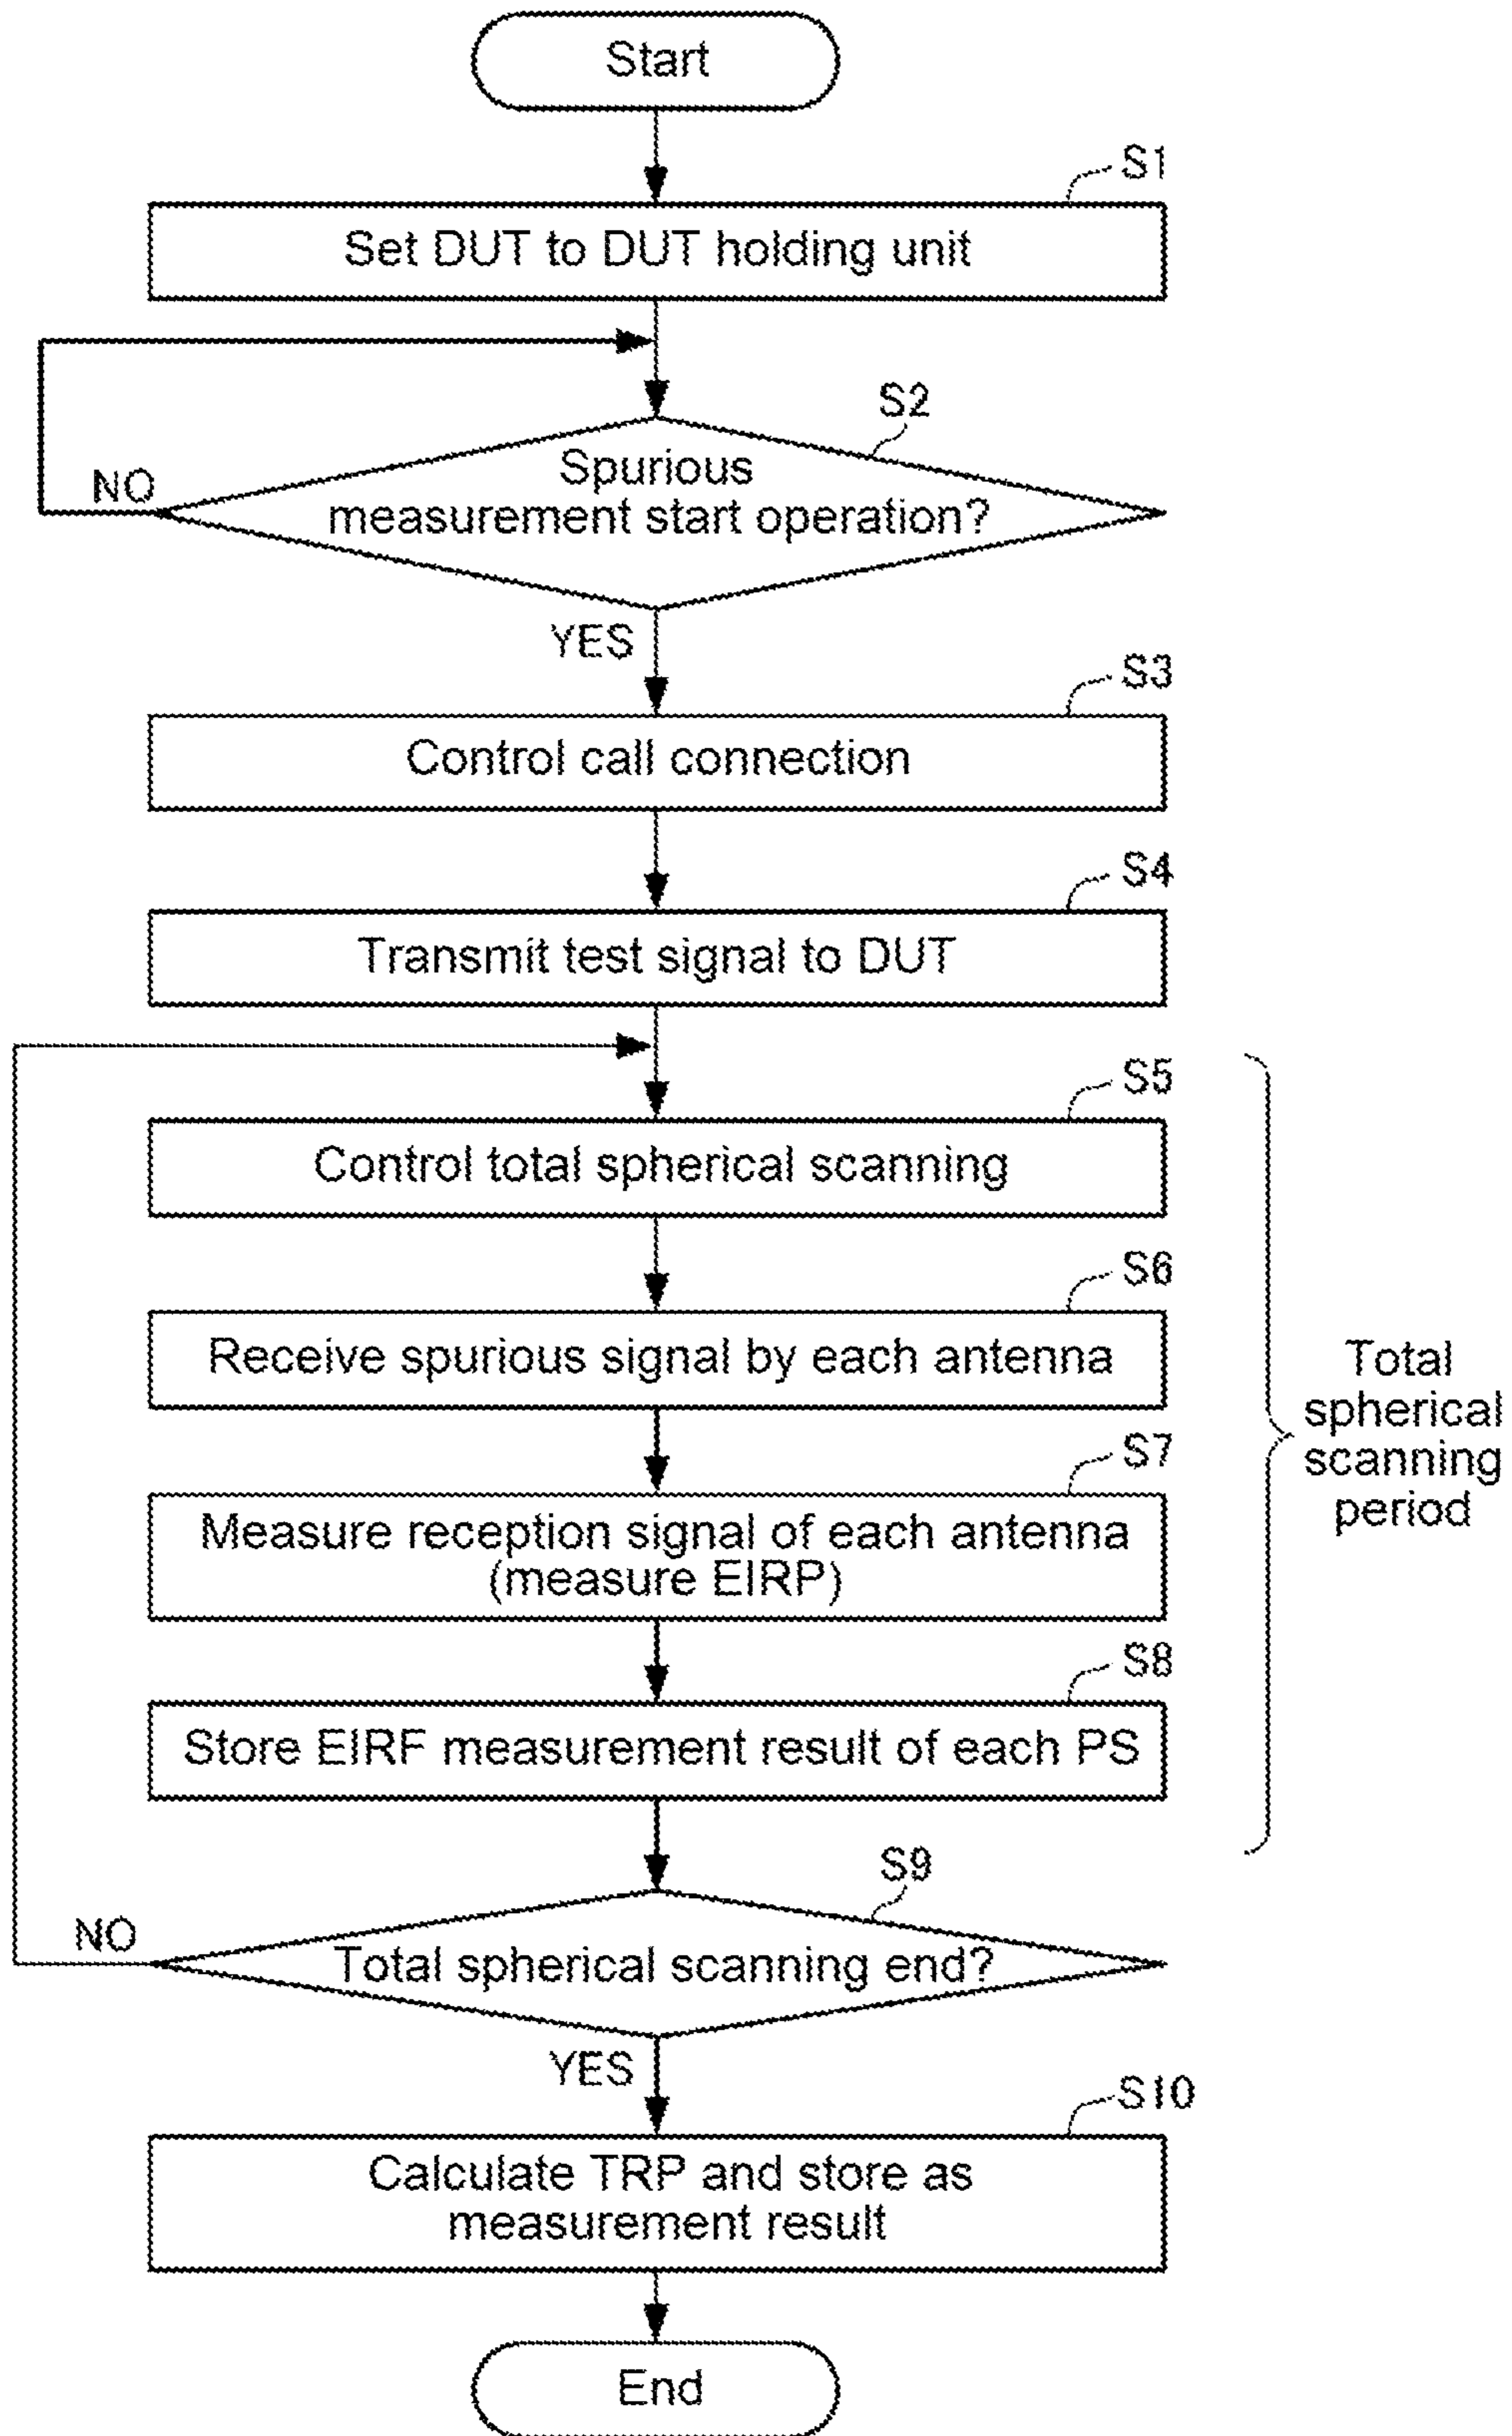 Start
S1
Set DUT to DUT holding unit
S2
Spurious
measurement start operation?
NO
YES
S3
Control call connection
S4
Transmit test signal to DUT
S5
Control total spherical scanning
S6
Receive spurious signal by each antenna
S7
Measure reception signal of each antenna
(measure EIRP)
S8
Store EIRF measurement result of each PS
Total
spherical
scanning
period
S9
Total spherical scanning end?
NO
YES
S10
Calculate TRP and store as
measurement result
End